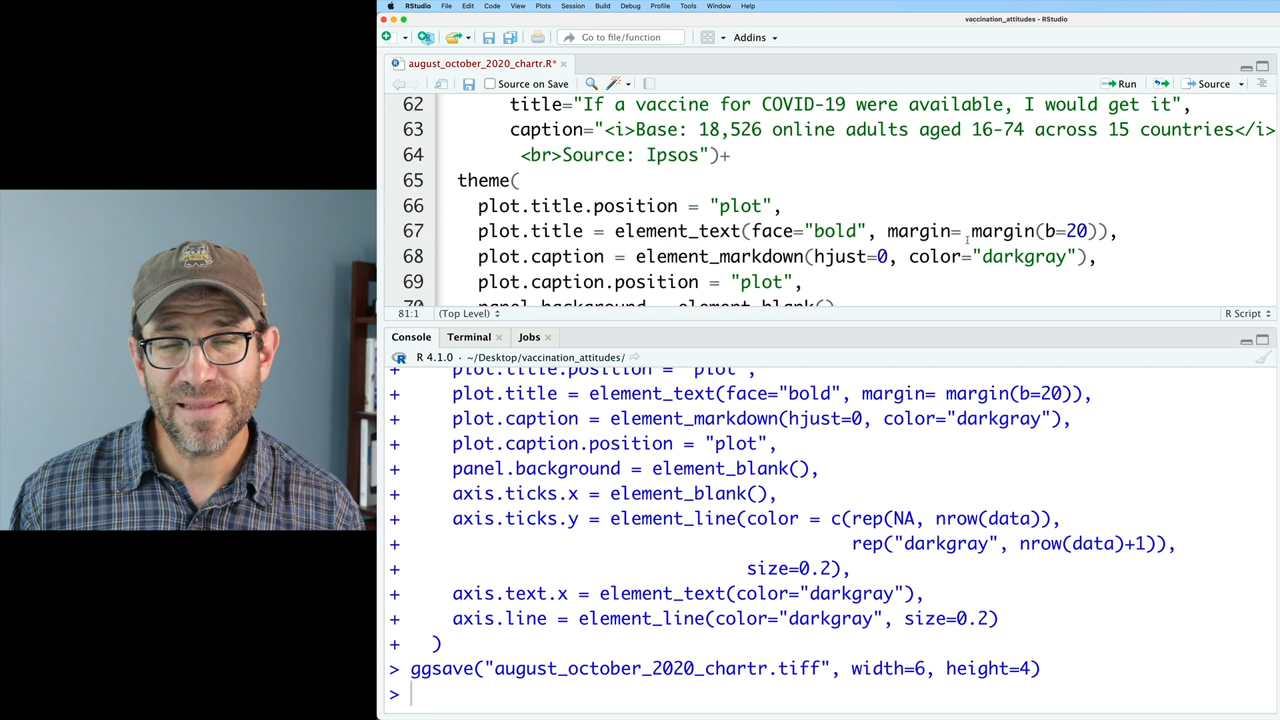 RStudio File Edit Code View Plots Session Build Debug Profile Tools Window Help
vaccination_attitudes - RStudio
Go to file/function Addins
august_october_2020_chartr.R*
Source on Save Run Source
62 title="If a vaccine for COVID-19 were available, I would get it",
63 caption="<i>Base: 18,526 online adults aged 16-74 across 15 countries</i>
64 <br>Source: Ipsos")+
65 theme(
66 plot.title.position = "plot",
67 plot.title = element_text(face="bold", margin= margin(b=20)),
68 plot.caption = element_markdown(hjust=0, color="darkgray"),
69 plot.caption.position = "plot",
70 panel.background = element_blank(),
81:1 (Top Level) R Script
Console Terminal Jobs
R 4.1.0 · ~/Desktop/vaccination_attitudes/
+ plot.title.position = "plot",
+ plot.title = element_text(face="bold", margin= margin(b=20)),
+ plot.caption = element_markdown(hjust=0, color="darkgray"),
+ plot.caption.position = "plot",
+ panel.background = element_blank(),
+ axis.ticks.x = element_blank(),
+ axis.ticks.y = element_line(color = c(rep(NA, nrow(data)),
+ rep("darkgray", nrow(data)+1)),
+ size=0.2),
+ axis.text.x = element_text(color="darkgray"),
+ axis.line = element_line(color="darkgray", size=0.2)
+ )
> ggsave("august_october_2020_chartr.tiff", width=6, height=4)
>